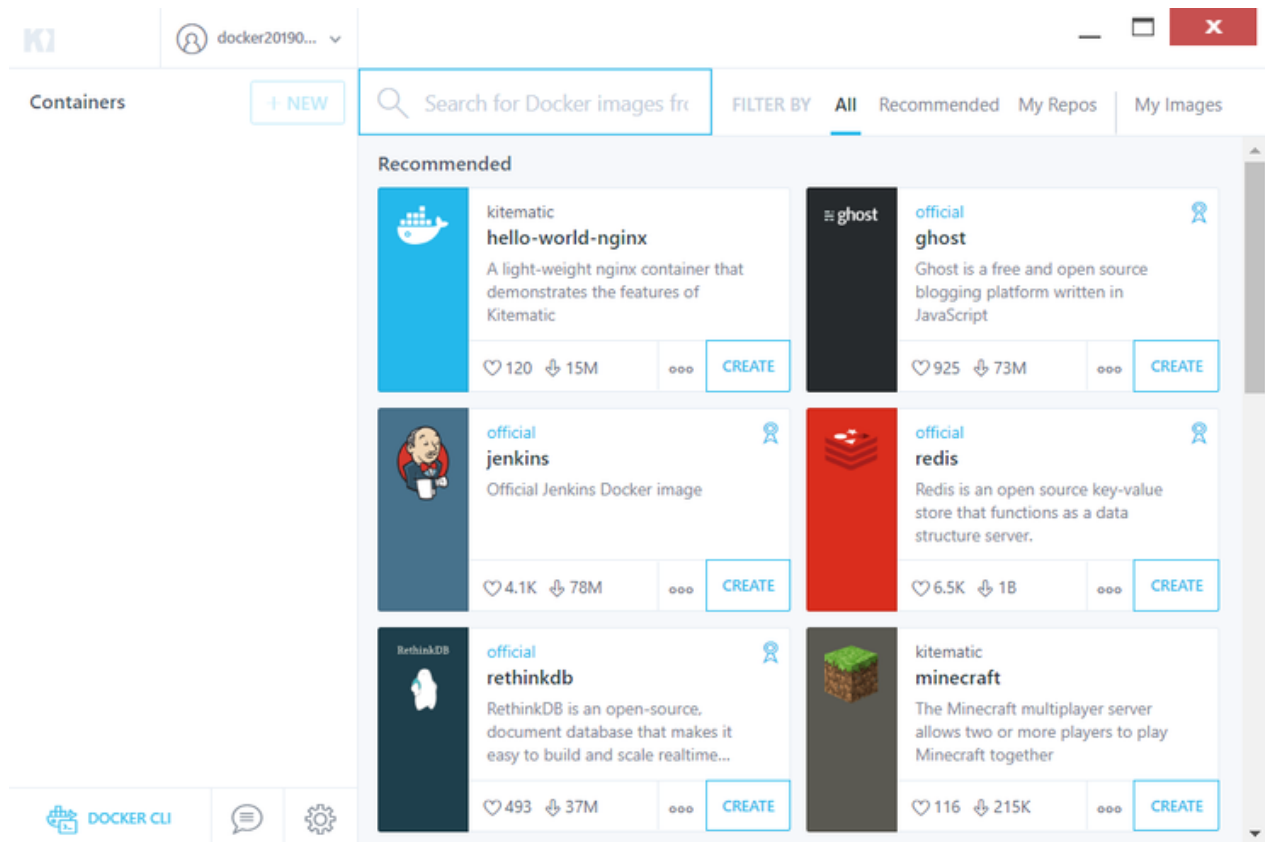 docker20190...
Containers
+ NEW
Search for Docker images fro
FILTER BY All Recommended My Repos My Images
Recommended
kitematic
hello-world-nginx
A light-weight nginx container that
demonstrates the features of
Kitematic
120 15M
CREATE
ghost
official
ghost
Ghost is a free and open source
blogging platform written in
JavaScript
925 73M
CREATE
official
jenkins
Official Jenkins Docker image
4.1K 78M
CREATE
official
redis
Redis is an open source key-value
store that functions as a data
structure server.
6.5K 1B
CREATE
RethinkDB
official
rethinkdb
RethinkDB is an open-source,
document database that makes it
easy to build and scale realtime...
493 37M
CREATE
kitematic
minecraft
The Minecraft multiplayer server
allows two or more players to play
Minecraft together
116 215K
CREATE
DOCKER CLI